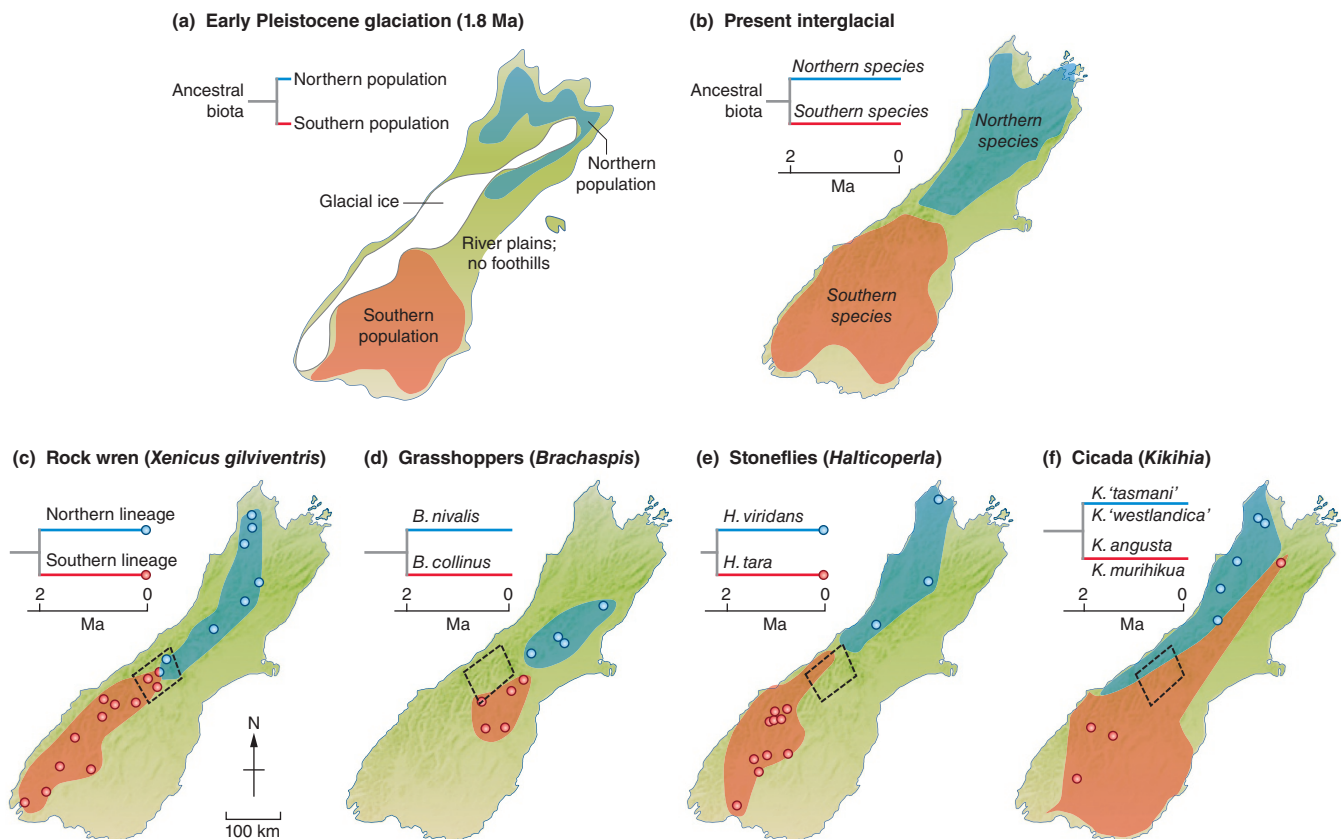 (a) Early Pleistocene glaciation (1.8 Ma)
Ancestral
biota
Northern population
Southern population
Glacial ice
Northern
population
River plains;
no foothills
Southern
population
(b) Present interglacial
Ancestral
biota
Northern species
Southern species
2
0
Ma
Northern
species
Southern
species
(c) Rock wren (Xenicus gilviventris)
Northern lineage
Southern lineage
2
0
Ma
N
100 km
(d) Grasshoppers (Brachaspis)
B. nivalis
B. collinus
2
0
Ma
(e) Stoneflies (Halticoperla)
H. viridans
H. tara
2
0
Ma
(f) Cicada (Kikihia)
K. 'tasmani'
K. 'westlandica'
K. angusta
K. murihikua
2
0
Ma